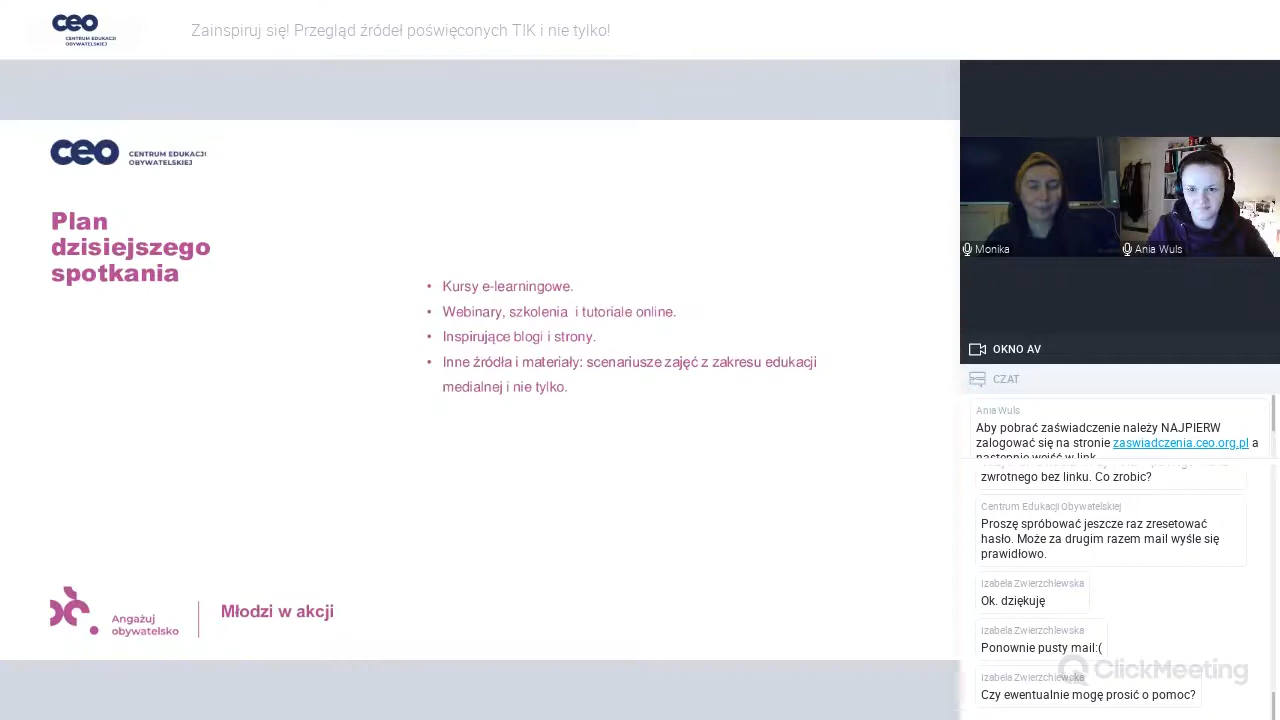 ceo
CENTRUM EDUKACJI
OBYWATELSKIEJ
Zainspiruj się! Przegląd źródeł poświęconych TIK i nie tylko!
ceo
CENTRUM EDUKACJI
OBYWATELSKIEJ
Plan
dzisiejszego
spotkania
• Kursy e-learningowe.
• Webinary, szkolenia i tutoriale online.
• Inspirujące blogi i strony.
• Inne źródła i materiały: scenariusze zajęć z zakresu edukacji
medialnej i nie tylko.
Angażuj
obywatelsko
Młodzi w akcji
Monika
Ania Wuls
OKNO AV
CZAT
Ania Wuls
Aby pobrać zaświadczenie należy NAJPIERW
zalogować się na stronie zaswiadczenia.ceo.org.pl a
następnie wejść w link
zwrotnego bez linku. Co zrobic?
Centrum Edukacji Obywatelskiej
Proszę spróbować jeszcze raz zresetować
hasło. Może za drugim razem mail wyśle się
prawidłowo.
Izabela Zwierzchlewska
Ok. dziękuję
Izabela Zwierzchlewska
Ponownie pusty mail:(
Izabela Zwierzchlewska
Czy ewentualnie mogę prosić o pomoc?
ClickMeeting